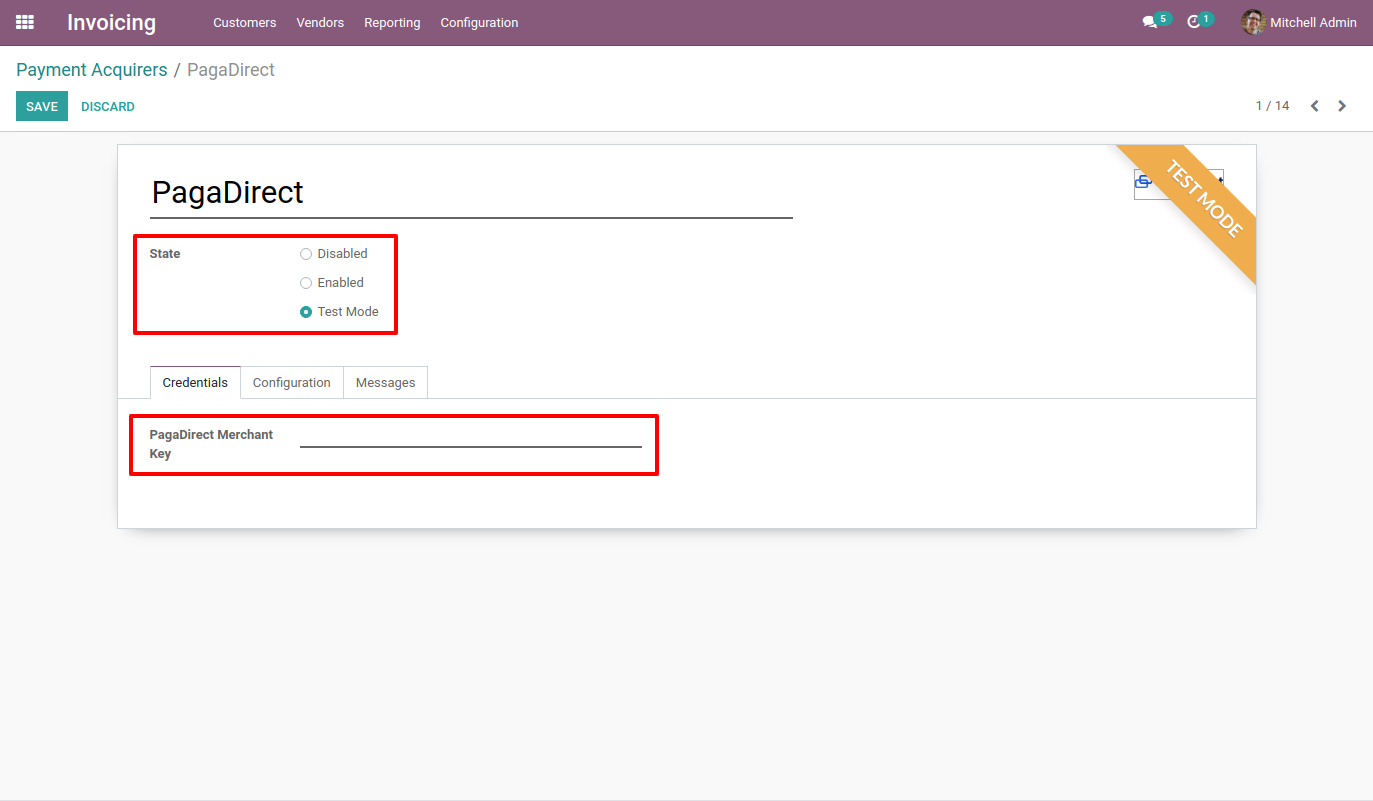 Invoicing
Customers Vendors Reporting Configuration
5 1 Mitchell Admin
Payment Acquirers / PagaDirect
SAVE DISCARD
1 / 14
TEST MODE
PagaDirect
State
Disabled
Enabled
Test Mode
Credentials Configuration Messages
PagaDirect Merchant
Key